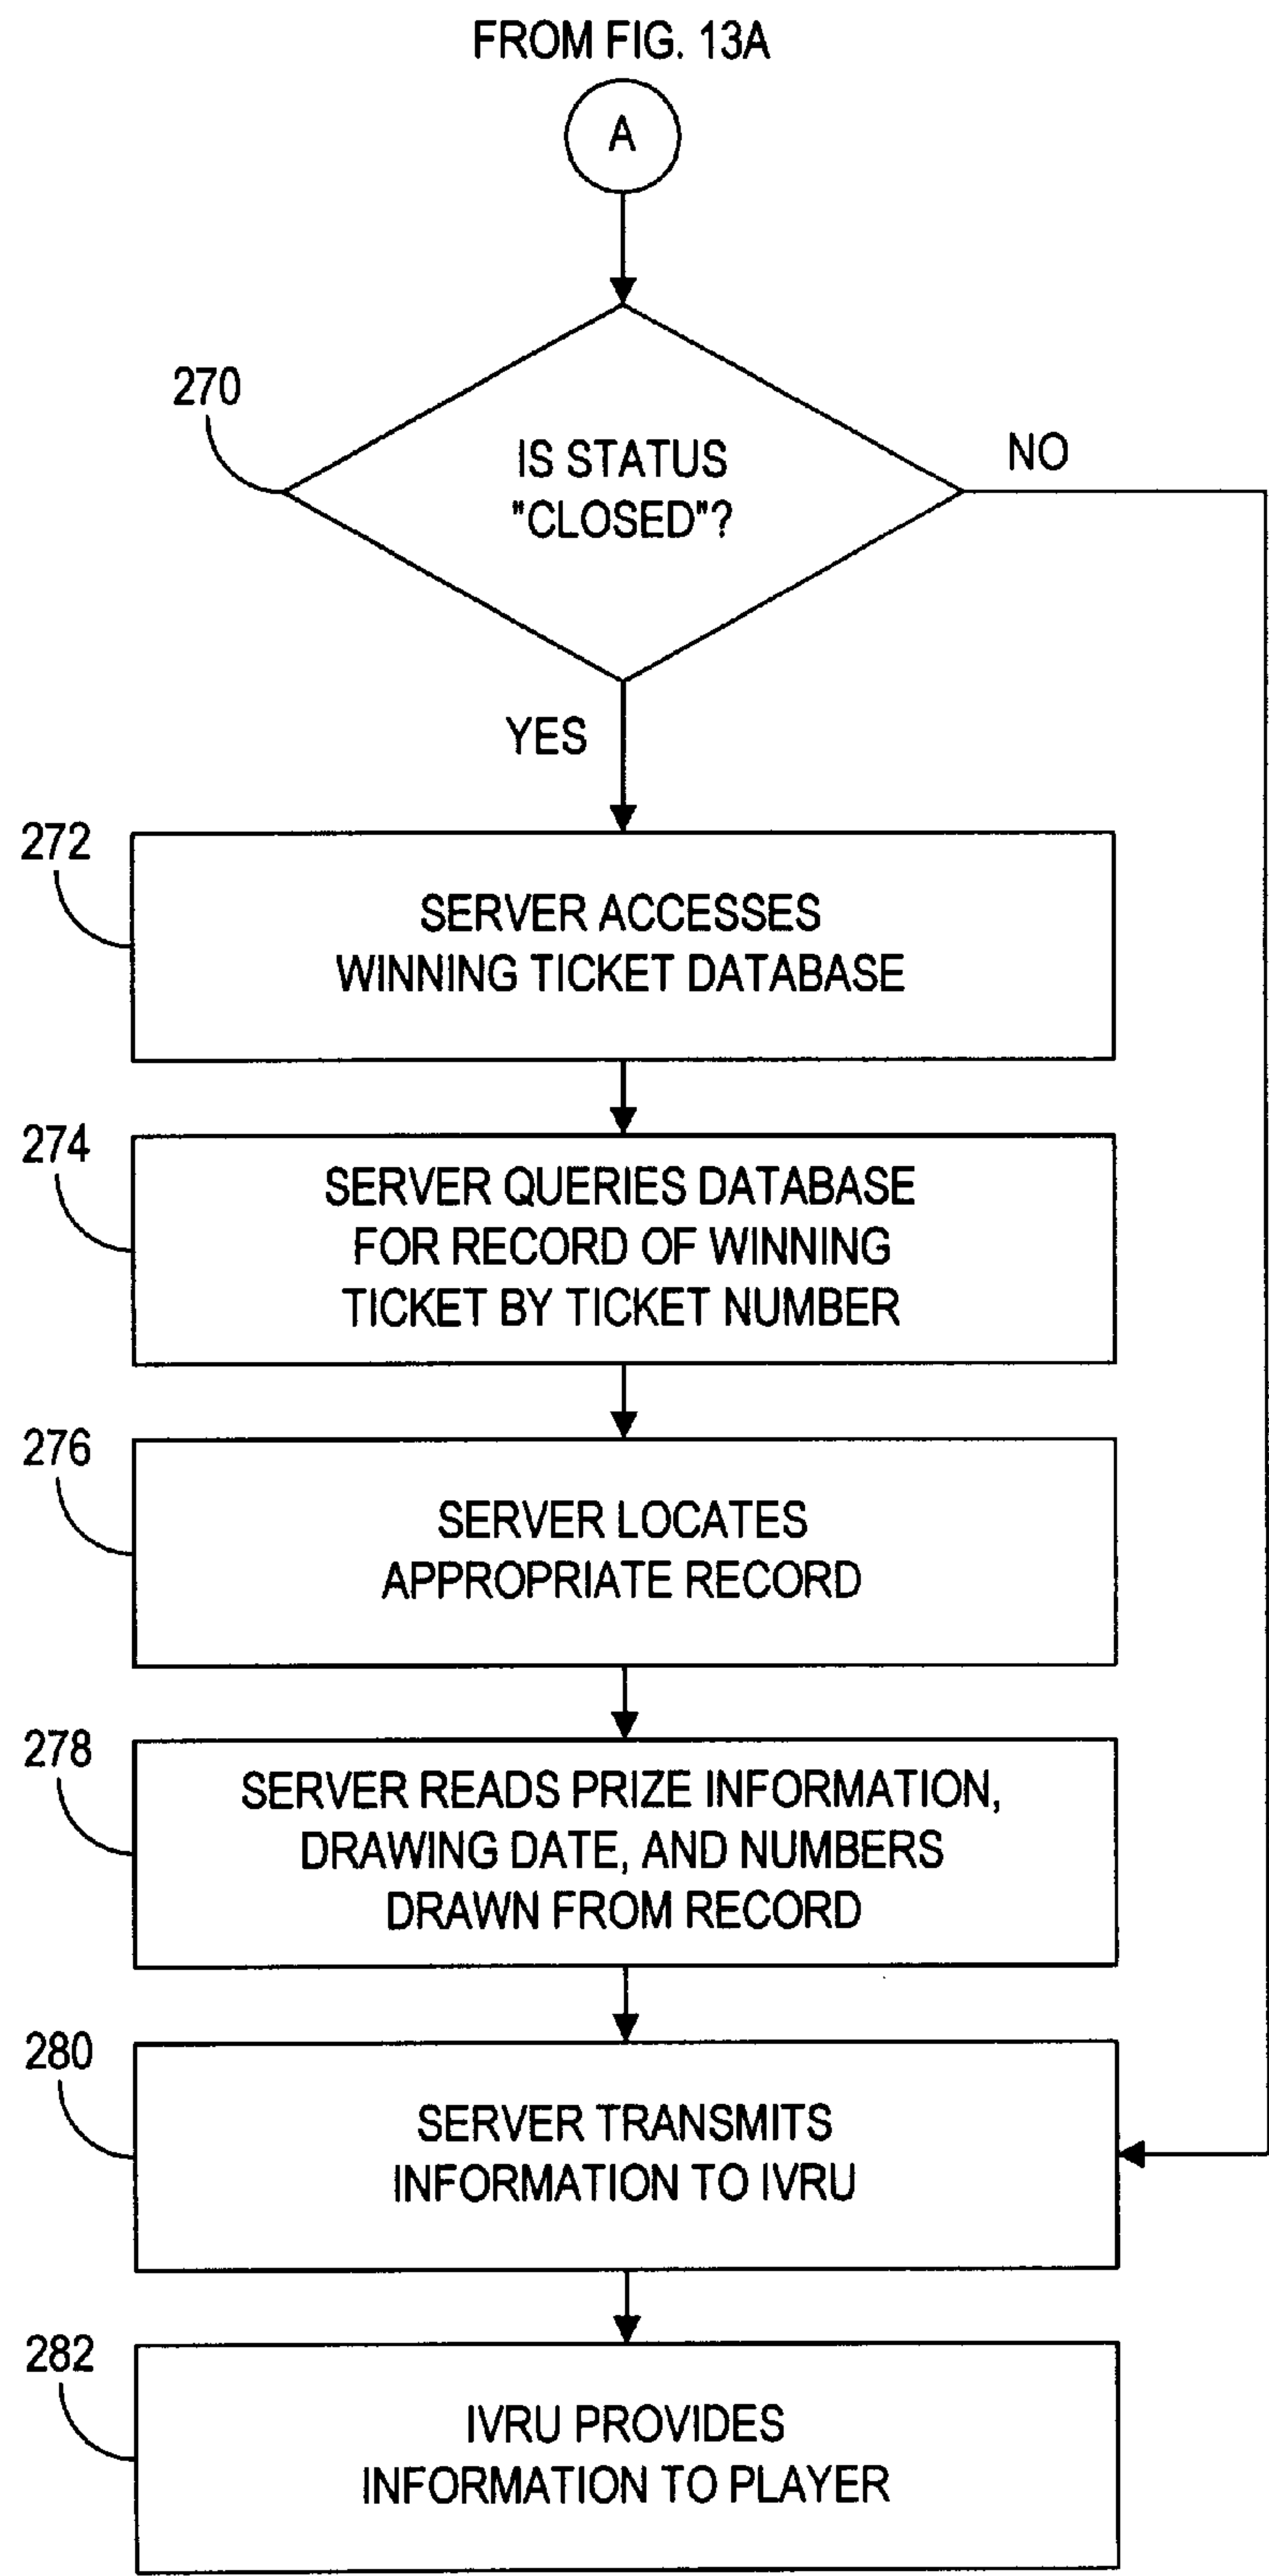 FROM FIG. 13A
A
270
IS STATUS
"CLOSED"?
NO
YES
272
SERVER ACCESSES
WINNING TICKET DATABASE
274
SERVER QUERIES DATABASE
FOR RECORD OF WINNING
TICKET BY TICKET NUMBER
276
SERVER LOCATES
APPROPRIATE RECORD
278
SERVER READS PRIZE INFORMATION,
DRAWING DATE, AND NUMBERS
DRAWN FROM RECORD
280
SERVER TRANSMITS
INFORMATION TO IVRU
282
IVRU PROVIDES
INFORMATION TO PLAYER